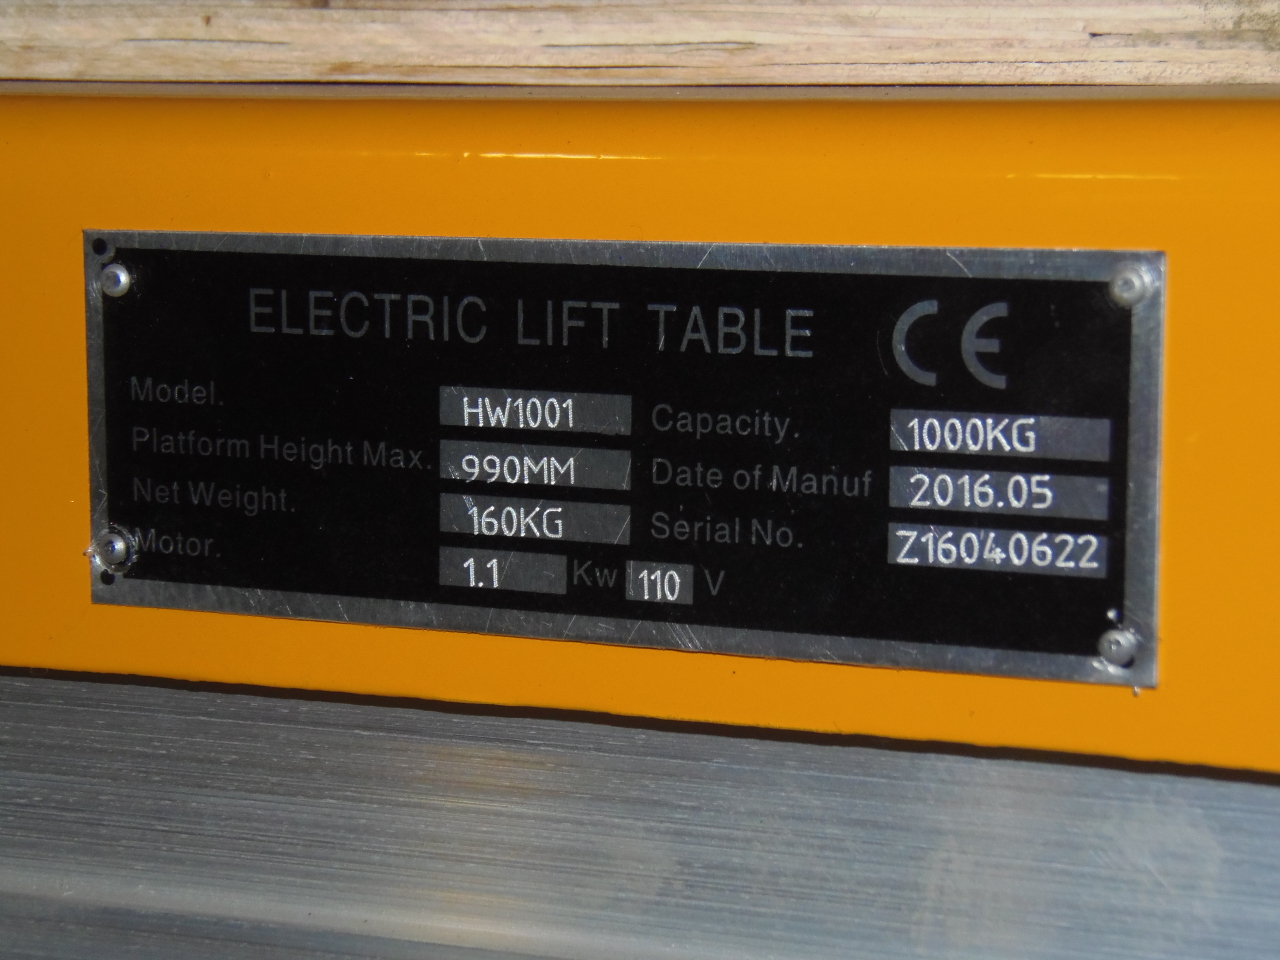 ELECTRIC LIFT TABLE CE
Model. HW1001 Capacity. 1000KG
Platform Height Max. 990MM Date of Manuf 2016.05
Net Weight. 160KG Serial No. Z16040622
Motor. 1.1 Kw 110 V